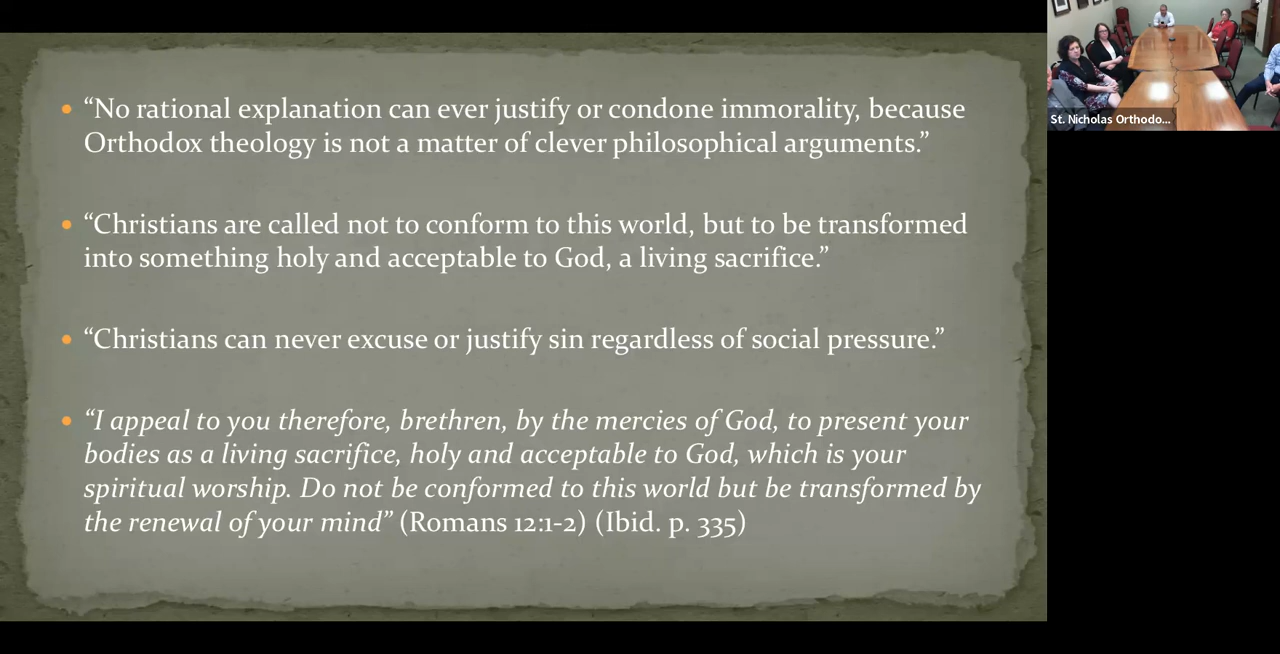 “No rational explanation can ever justify or condone immorality, because
Orthodox theology is not a matter of clever philosophical arguments.”
“Christians are called not to conform to this world, but to be transformed
into something holy and acceptable to God, a living sacrifice.”
“Christians can never excuse or justify sin regardless of social pressure.”
“I appeal to you therefore, brethren, by the mercies of God, to present your
bodies as a living sacrifice, holy and acceptable to God, which is your
spiritual worship. Do not be conformed to this world but be transformed by
the renewal of your mind” (Romans 12:1-2) (Ibid. p. 335)
St. Nicholas Orthodo...